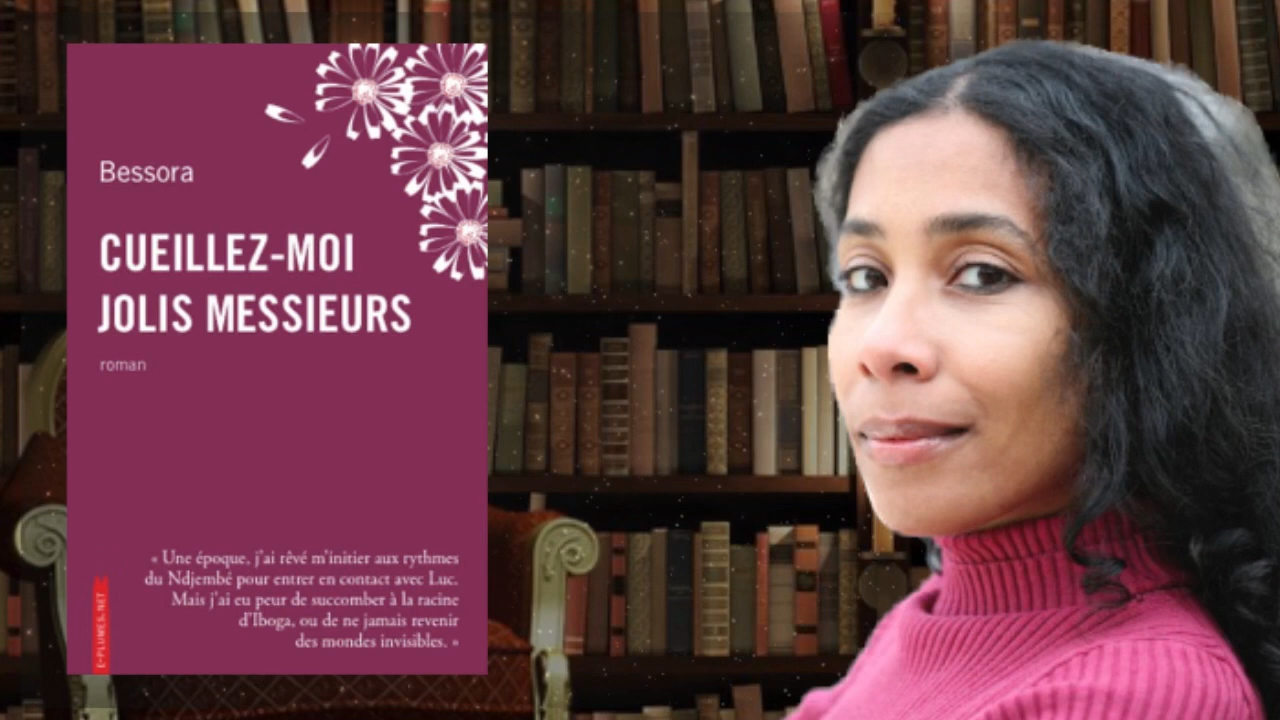 Bessora
CUEILLEZ-MOI
JOLIS MESSIEURS
roman
« Une époque, j'ai rêvé m'initier aux rythmes
du Ndjembé pour entrer en contact avec Luc.
Mais j'ai eu peur de succomber à la racine
d'Iboga, ou de ne jamais revenir
des mondes invisibles. »
E-PLUMES.NET